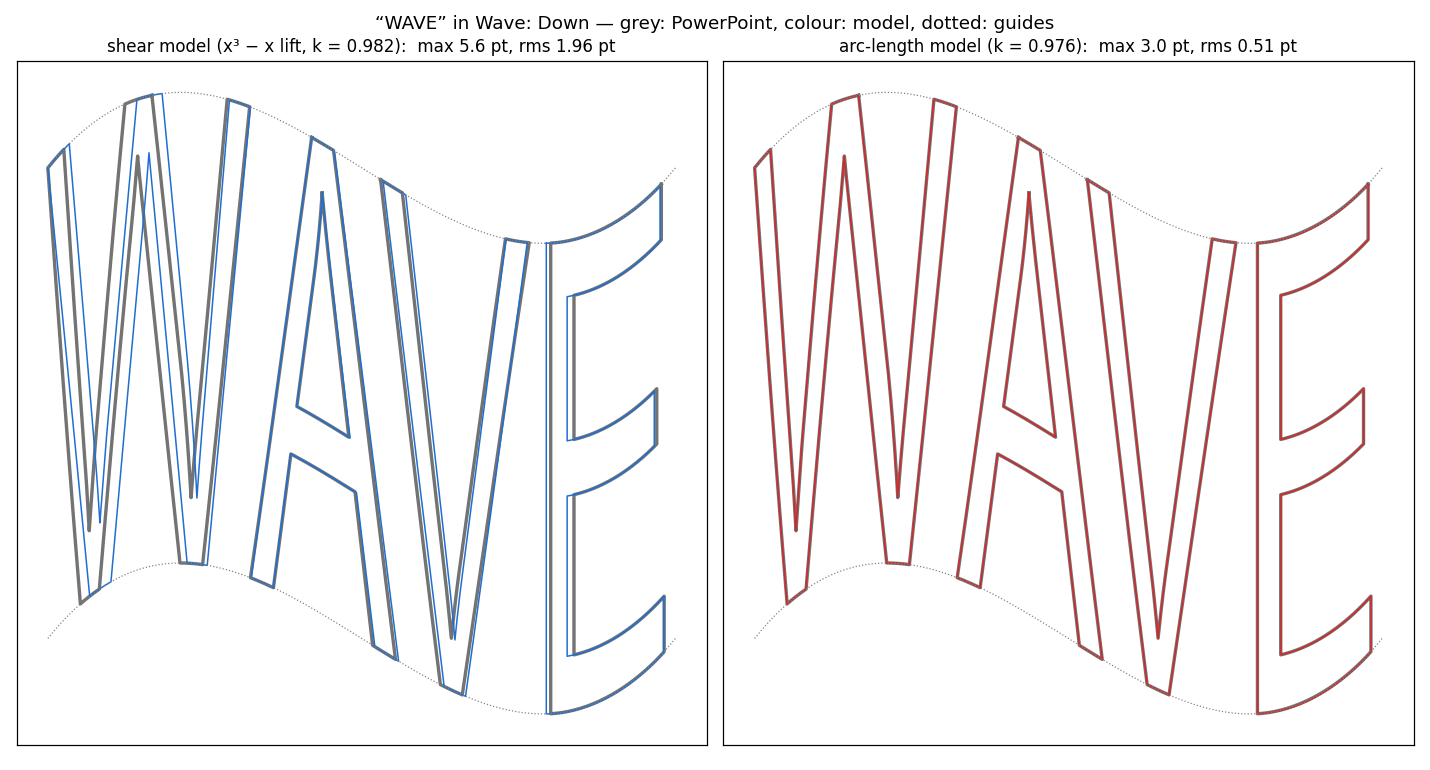 “WAVE” in Wave: Down — grey: PowerPoint, colour: model, dotted: guides
shear model (x³ − x lift, k = 0.982):  max 5.6 pt, rms 1.96 pt
arc-length model (k = 0.976):  max 3.0 pt, rms 0.51 pt
WAVE
WAVE